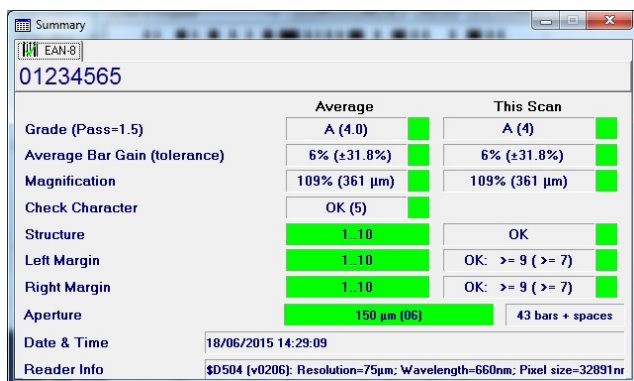 Summary
EAN-8
01234565
Average This Scan
Grade (Pass=1.5) A (4.0) A (4)
Average Bar Gain (tolerance) 6% (±31.8%) 6% (±31.8%)
Magnification 109% (361 µm) 109% (361 µm)
Check Character OK (5)
Structure 1..10 OK
Left Margin 1..10 OK: >= 9 ( >= 7)
Right Margin 1..10 OK: >= 9 ( >= 7)
Aperture 150 µm (06) 43 bars + spaces
Date & Time 18/06/2015 14:29:09
Reader Info $D504 (v0206): Resolution=75µm; Wavelength=660nm; Pixel size=32891nr